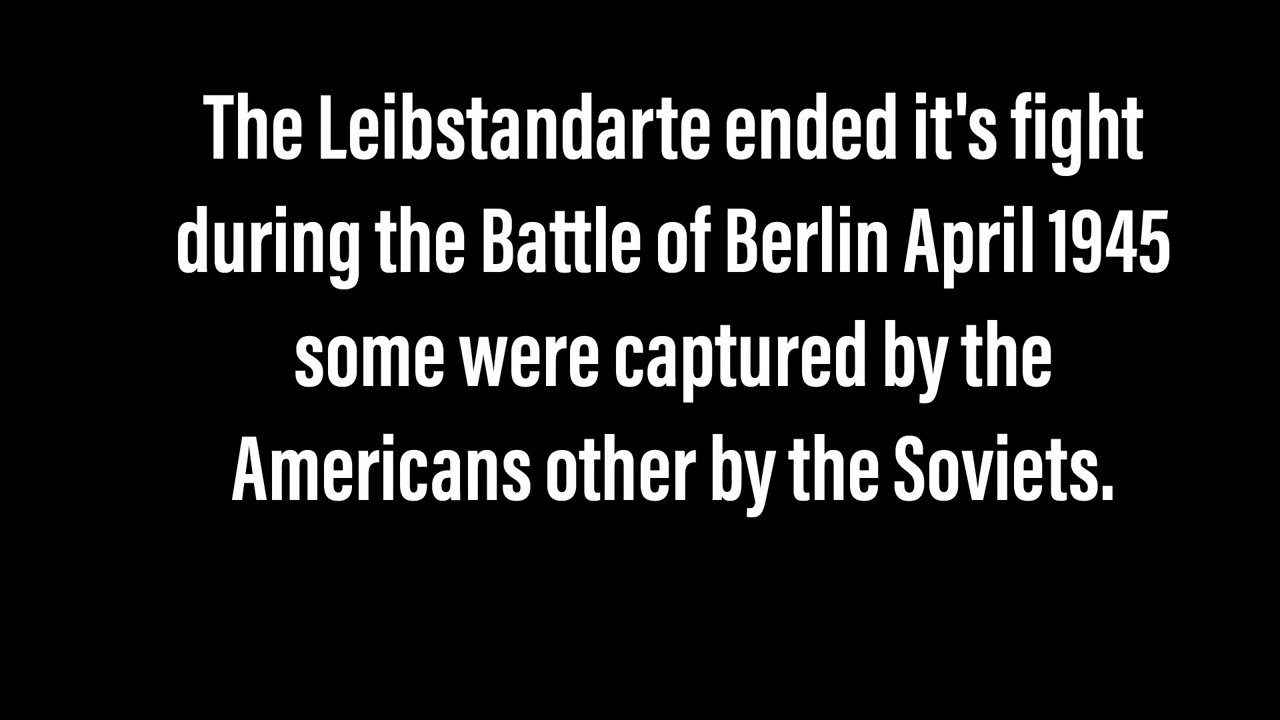 The Leibstandarte ended it's fight
during the Battle of Berlin April 1945
some were captured by the
Americans other by the Soviets.